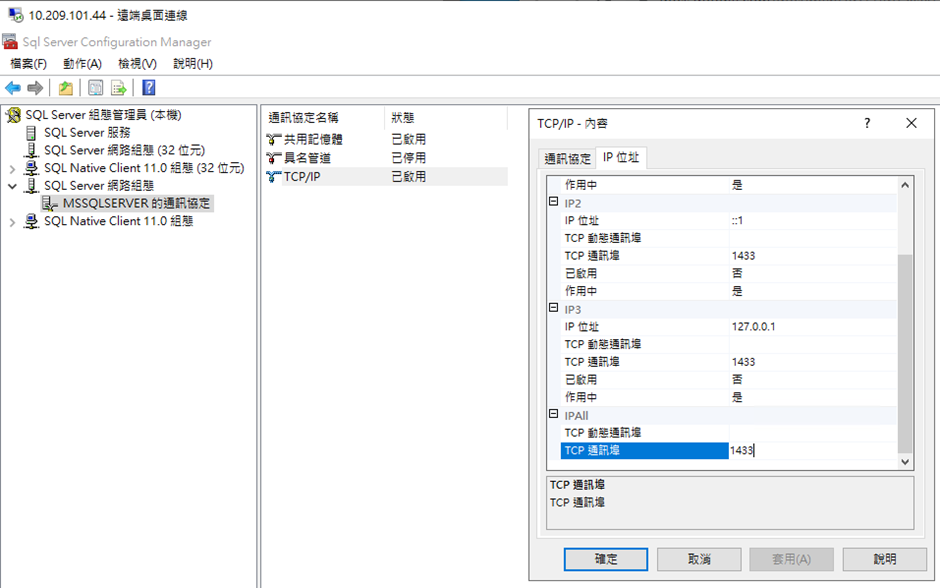 10.209.101.44 - 遠端桌面連線
Sql Server Configuration Manager
檔案(F) 動作(A) 檢視(V) 說明(H)
SQL Server 組態管理員 (本機)
SQL Server 服務
SQL Server 網路組態 (32 位元)
SQL Native Client 11.0 組態 (32 位元)
SQL Server 網路組態
MSSQLSERVER 的通訊協定
SQL Native Client 11.0 組態
通訊協定名稱 狀態
共用記憶體 已啟用
具名管道 已停用
TCP/IP 已啟用
TCP/IP - 內容 ?
通訊協定 IP 位址
作用中 是
IP2
IP 位址 ::1
TCP 動態通訊埠
TCP 通訊埠 1433
已啟用 否
作用中 是
IP3
IP 位址 127.0.0.1
TCP 動態通訊埠
TCP 通訊埠 1433
已啟用 否
作用中 是
IPAll
TCP 動態通訊埠
TCP 通訊埠 1433
TCP 通訊埠
TCP 通訊埠
確定 取消 套用(A) 說明